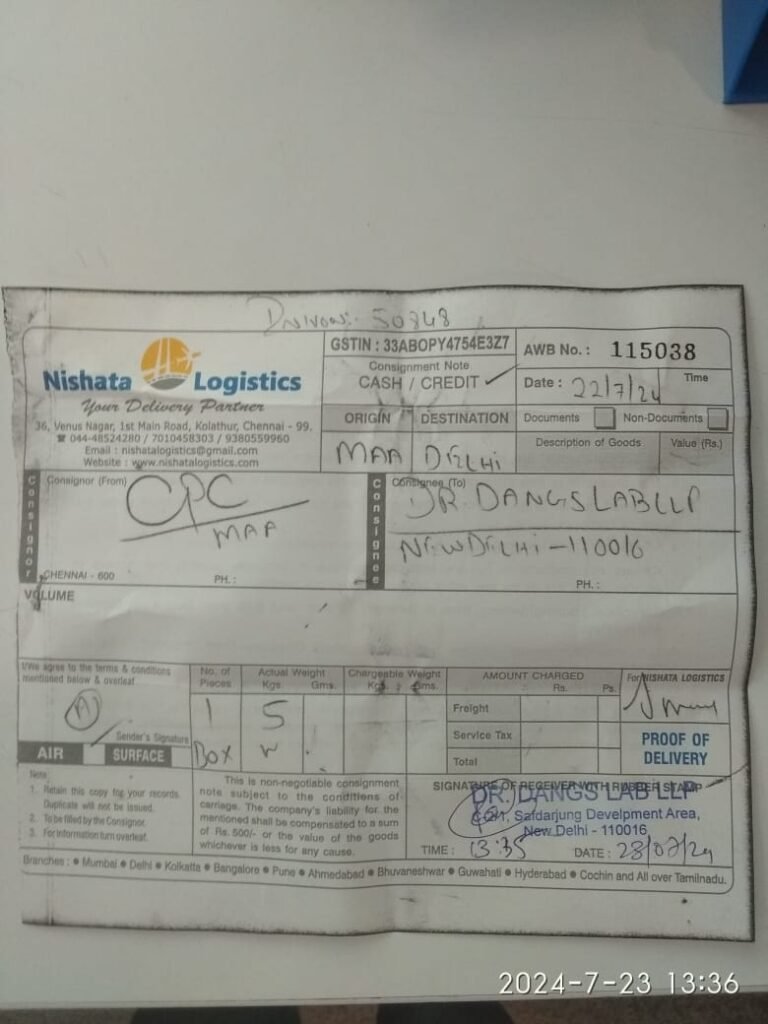 50348
Nishata Logistics
Your Delivery Partner
36, Venus Nagar, 1st Main Road, Kolathur, Chennai - 99.
☎ 044-48524280 / 7010458303 / 9380559960
Email : nishatalogistics@gmail.com
Website : www.nishatalogistics.com
GSTIN : 33ABOPY4754E3Z7
Consignment Note
CASH / CREDIT ✓
ORIGIN DESTINATION
MAA DELHI
AWB No. : 115038
Date : 22/7/24 Time
Documents Non-Documents
Description of Goods Value (Rs.)
Consignor
Consignor (From)
CPC
MAA
CHENNAI - 600 PH. :
Consignee
Consignee (To)
DR. DANGS LAB LLP
NEW DELHI - 110016
PH. :
VOLUME
I/We agree to the terms & conditions
mentioned below & overleaf
Sender's Signature
AIR SURFACE
No. of Pieces
1
Box
Actual Weight
Kgs. Gms.
5
Chargeable Weight
Kgs. Gms.
AMOUNT CHARGED
Rs. Ps.
Freight
Service Tax
Total
For NISHATA LOGISTICS
PROOF OF
DELIVERY
Note:
1. Retain this copy for your records.
Duplicate will not be issued.
2. To be filled by the Consignor.
3. For information turn overleaf.
This is non-negotiable consignment
note subject to the conditions of
carriage. The company's liability for the
mentioned shall be compensated to a sum
of Rs. 500/- or the value of the goods
whichever is less for any cause.
SIGNATURE OF RECEIVER WITH RUBBER STAMP
DR. DANGS LAB LLP
Safdarjung Develpment Area,
New Delhi - 110016
TIME : 13:35 DATE : 23/07/24
Branches : ● Mumbai ● Delhi ● Kolkatta ● Bangalore ● Pune ● Ahmedabad ● Bhuvaneshwar ● Guwahati ● Hyderabad ● Cochin and All over Tamilnadu.
2024-7-23 13:36